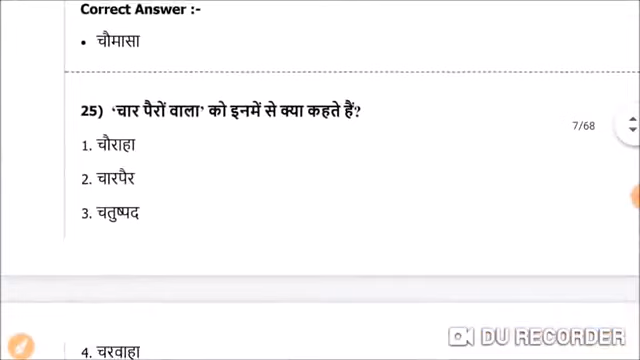 Correct Answer :-
• चौमासा
25) ‘चार पैरों वाला’ को इनमें से क्या कहते हैं?
7/68
1. चौराहा
2. चारपैर
3. चतुष्पद
DU RECORDER
4. चरवाहा